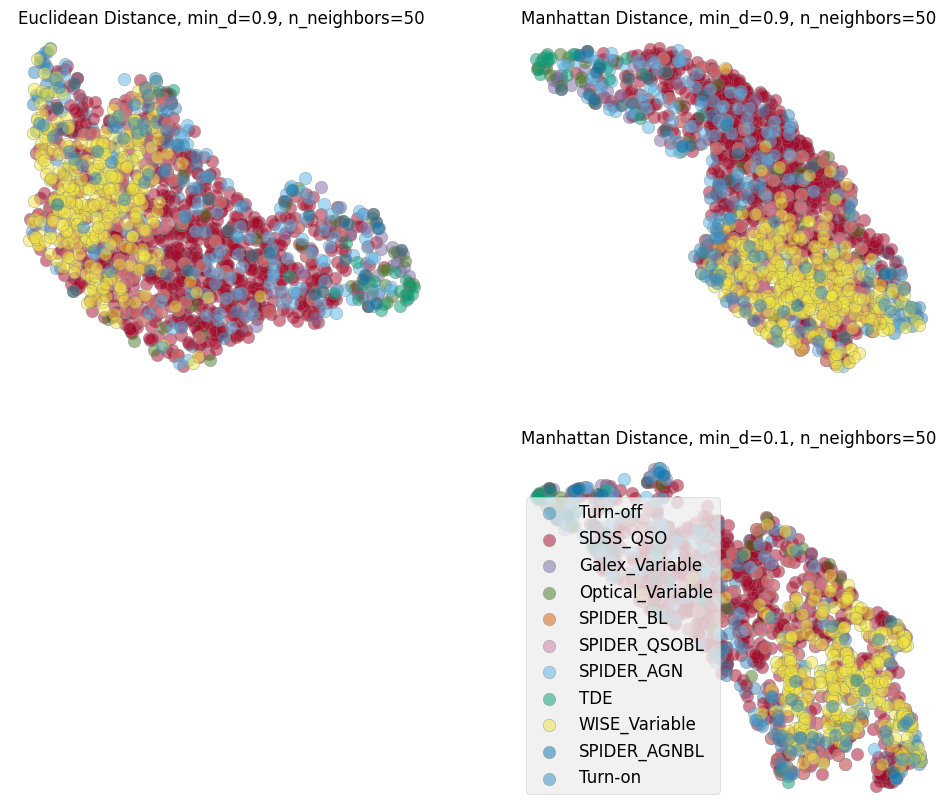 Euclidean Distance, min_d=0.9, n_neighbors=50
Manhattan Distance, min_d=0.9, n_neighbors=50
Manhattan Distance, min_d=0.1, n_neighbors=50
Turn-off
SDSS_QSO
Galex_Variable
Optical_Variable
SPIDER_BL
SPIDER_QSOBL
SPIDER_AGN
TDE
WISE_Variable
SPIDER_AGNBL
Turn-on